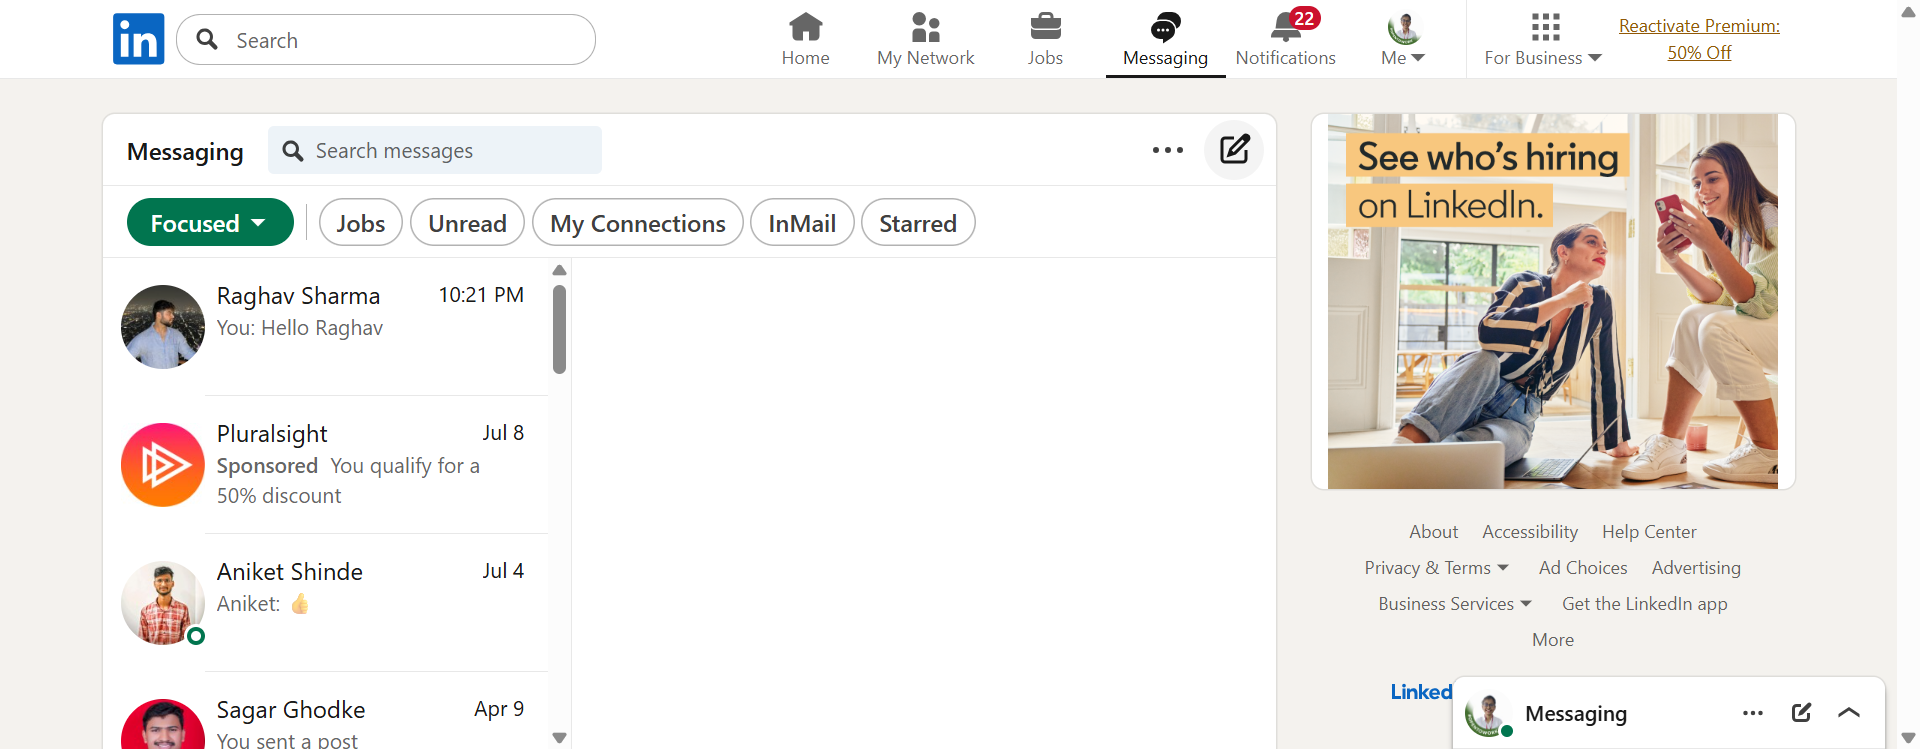 in
Search
Home
My Network
Jobs
Messaging
22
Notifications
Me
For Business
Reactivate Premium:
50% Off
Messaging
Search messages
Focused
Jobs
Unread
My Connections
InMail
Starred
Raghav Sharma
10:21 PM
You: Hello Raghav
Pluralsight
Jul 8
Sponsored You qualify for a
50% discount
Aniket Shinde
Jul 4
Aniket: 👍
Sagar Ghodke
Apr 9
You sent a post
See who's hiring
on LinkedIn.
About
Accessibility
Help Center
Privacy & Terms
Ad Choices
Advertising
Business Services
Get the LinkedIn app
More
Linked
Messaging